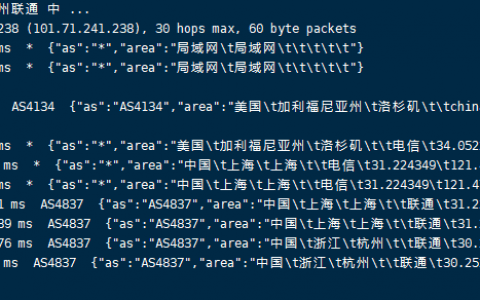 州联通 中 ...
238 (101.71.241.238), 30 hops max, 60 byte packets
ms * {"as":"*","area":"局域网\t局域网\t\t\t\t\t"}
ms * {"as":"*","area":"局域网\t局域网\t\t\t\t\t"}
AS4134 {"as":"AS4134","area":"美国\t加利福尼亚州\t洛杉矶\t\tchina
ms * {"as":"*","area":"美国\t加利福尼亚州\t洛杉矶\t\t电信\t34.0522
ms * {"as":"*","area":"中国\t上海\t上海\t\t电信\t31.224349\t121.4
ms * {"as":"*","area":"中国\t上海\t上海\t\t电信\t31.224349\t121.4
1 ms AS4837 {"as":"AS4837","area":"中国\t上海\t上海\t\t联通\t31.2
89 ms AS4837 {"as":"AS4837","area":"中国\t上海\t上海\t\t联通\t31.
76 ms AS4837 {"as":"AS4837","area":"中国\t浙江\t杭州\t\t联通\t30.
ms AS4837 {"as":"AS4837","area":"中国\t浙江\t杭州\t\t联通\t30.25